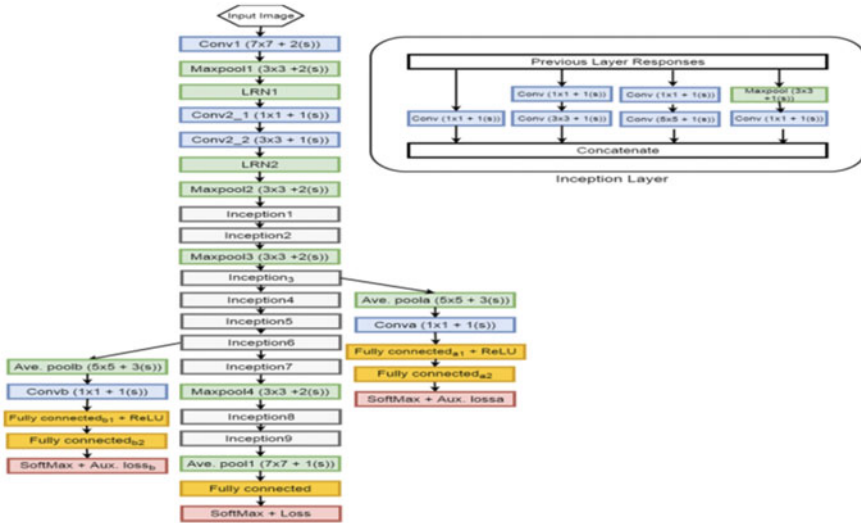 Input Image
Conv1 (7x7 + 2(s))
Maxpool1 (3x3 +2(s))
LRN1
Conv2_1 (1x1 + 1(s))
Conv2_2 (3x3 + 1(s))
LRN2
Maxpool2 (3x3 +2(s))
Inception1
Inception2
Maxpool3 (3x3 +2(s))
Inception3
Inception4
Inception5
Inception6
Inception7
Maxpool4 (3x3 +2(s))
Inception8
Inception9
Ave. pool1 (7x7 + 1(s))
Fully connected
SoftMax + Loss
Ave. poolb (5x5 + 3(s))
Convb (1x1 + 1(s))
Fully connectedb1 + ReLU
Fully connectedb2
SoftMax + Aux. lossb
Ave. poola (5x5 + 3(s))
Conva (1x1 + 1(s))
Fully connecteda1 + ReLU
Fully connecteda2
SoftMax + Aux. lossa
Previous Layer Responses
Conv (1x1 + 1(s))
Conv (1x1 + 1(s))
Maxpool (3x3
+1(s))
Conv (1x1 + 1(s))
Conv (3x3 + 1(s))
Conv (5x5 + 1(s))
Conv (1x1 + 1(s))
Concatenate
Inception Layer